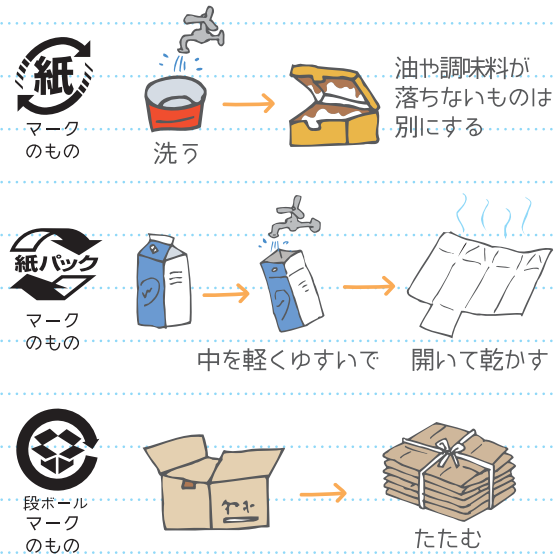 紙
マーク
のもの
洗う
油や調味料が
落ちないものは
別にする
紙パック
マーク
のもの
中を軽くゆすいで
開いて乾かす
段ボール
マーク
のもの
たたむ